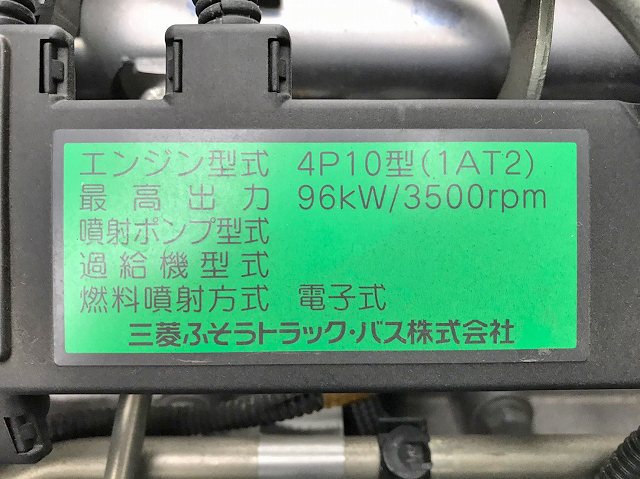 エンジン型式 4P10型(1AT2)
最高出力 96kW/3500rpm
噴射ポンプ型式
過給機型式
燃料噴射方式 電子式
三菱ふそうトラック・バス株式会社